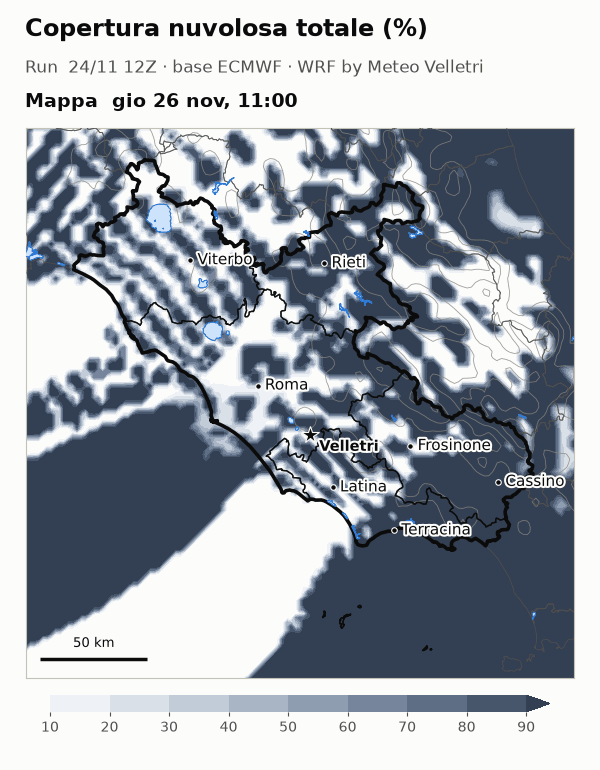 Copertura nuvolosa totale (%)
Run  24/11 12Z · base ECMWF · WRF by Meteo Velletri
Mappa  gio 26 nov, 11:00
Viterbo
Rieti
Roma
Velletri
Frosinone
Latina
Cassino
Terracina
50 km
10 20 30 40 50 60 70 80 90